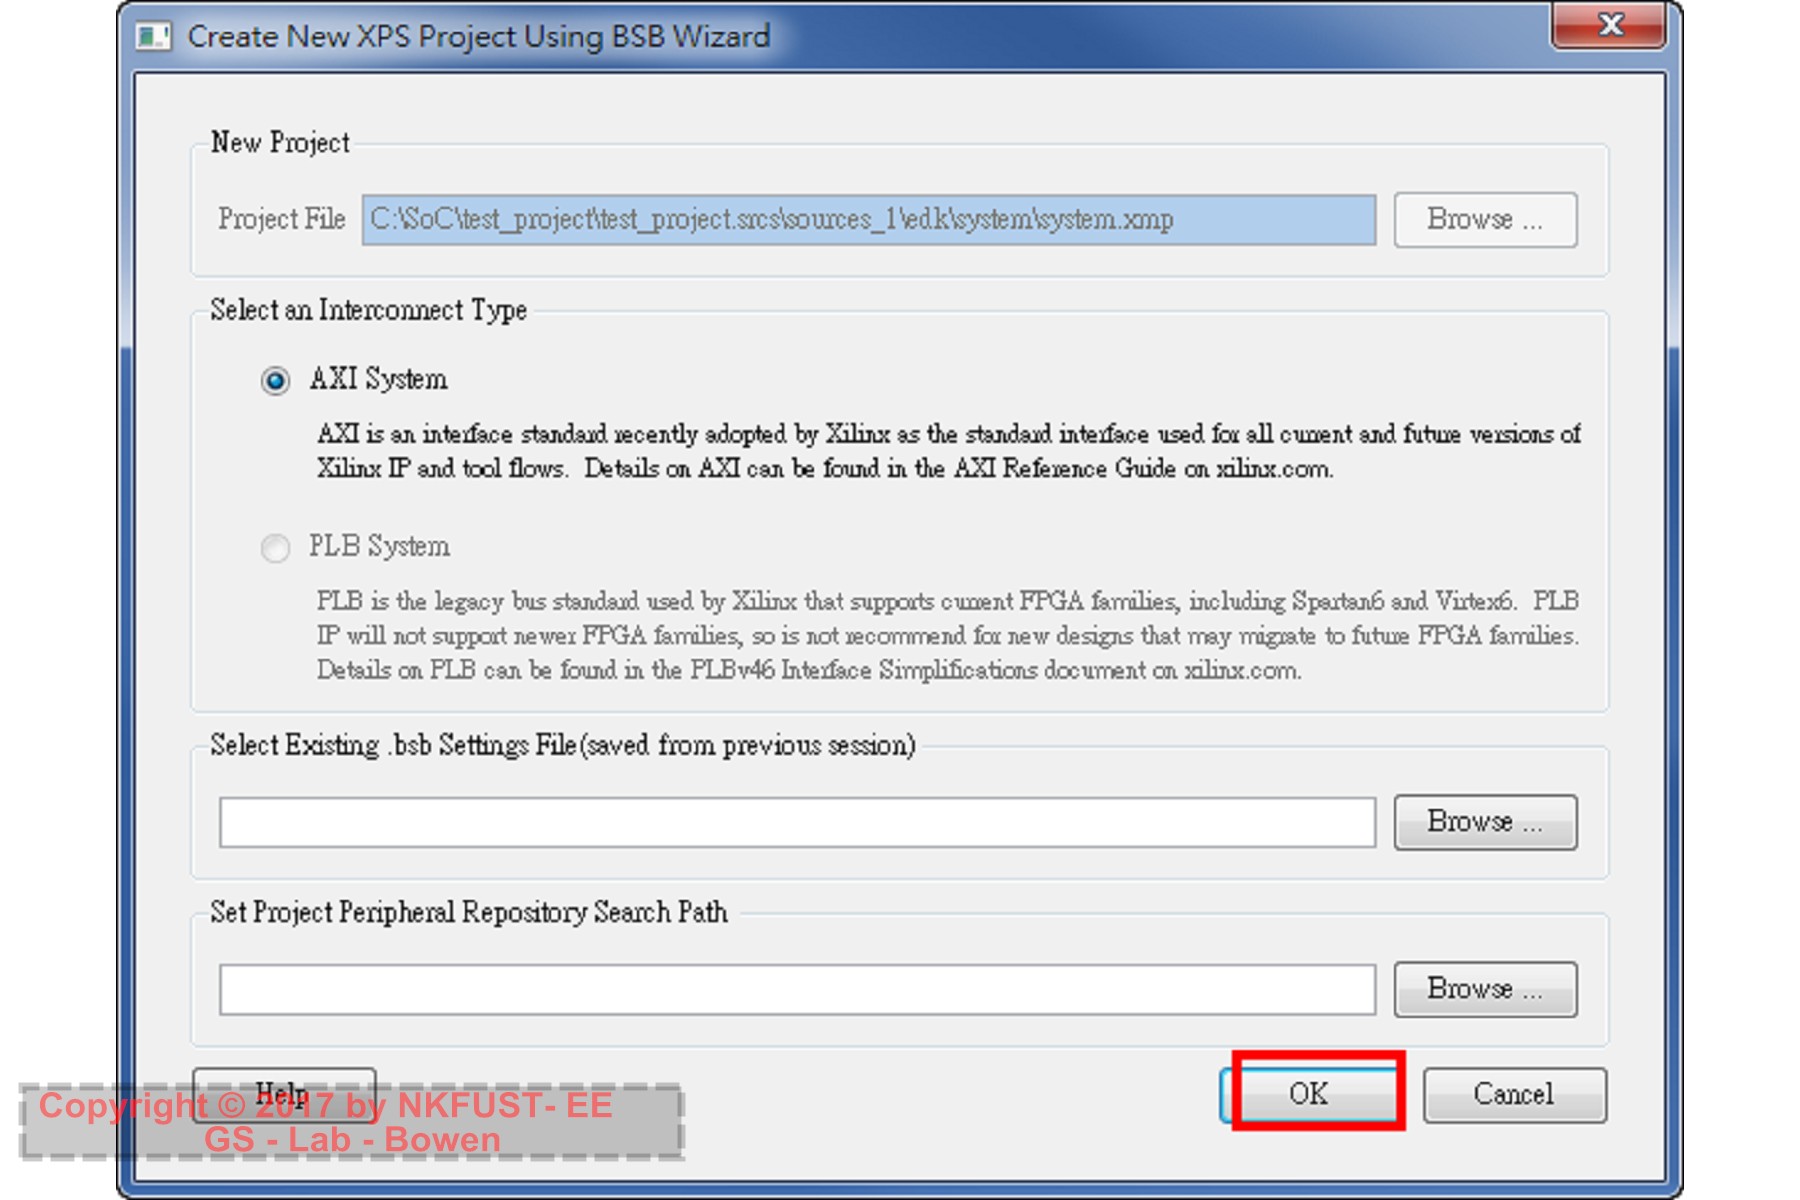 Create New XPS Project Using BSB Wizard
New Project
Project File C:\SoC\test_project\test_project.srcs\sources_1\edk\system\system.xmp Browse ...
Select an Interconnect Type
AXI System
AXI is an interface standard recently adopted by Xilinx as the standard interface used for all current and future versions of
Xilinx IP and tool flows.  Details on AXI can be found in the AXI Reference Guide on xilinx.com.
PLB System
PLB is the legacy bus standard used by Xilinx that supports current FPGA families, including Spartan6 and Virtex6.  PLB
IP will not support newer FPGA families, so is not recommend for new designs that may migrate to future FPGA families.
Details on PLB can be found in the PLBv46 Interface Simplifications document on xilinx.com.
Select Existing .bsb Settings File(saved from previous session)
Browse ...
Set Project Peripheral Repository Search Path
Browse ...
Help OK Cancel
Copyright © 2017 by NKFUST- EE
GS - Lab - Bowen